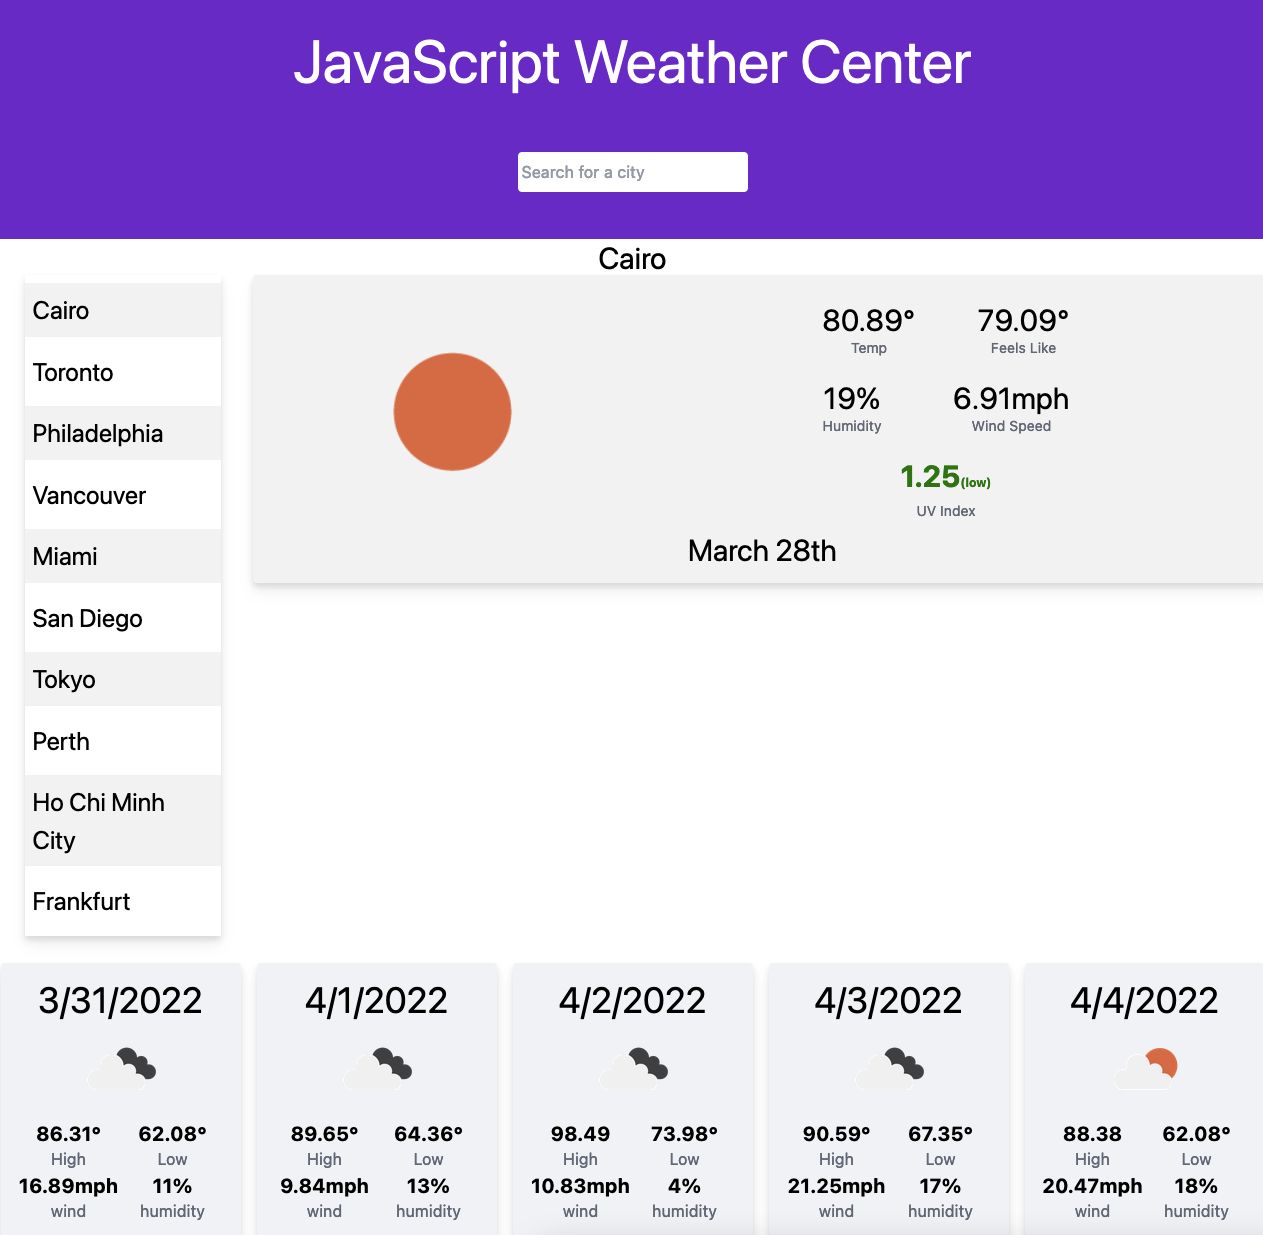 JavaScript Weather Center
Search for a city
Cairo
Cairo
Toronto
Philadelphia
Vancouver
Miami
San Diego
Tokyo
Perth
Ho Chi Minh
City
Frankfurt
80.89° 79.09°
Temp Feels Like
19% 6.91mph
Humidity Wind Speed
1.25(low)
UV Index
March 28th
3/31/2022
86.31° 62.08°
High Low
16.89mph 11%
wind humidity
4/1/2022
89.65° 64.36°
High Low
9.84mph 13%
wind humidity
4/2/2022
98.49 73.98°
High Low
10.83mph 4%
wind humidity
4/3/2022
90.59° 67.35°
High Low
21.25mph 17%
wind humidity
4/4/2022
88.38 62.08°
High Low
20.47mph 18%
wind humidity